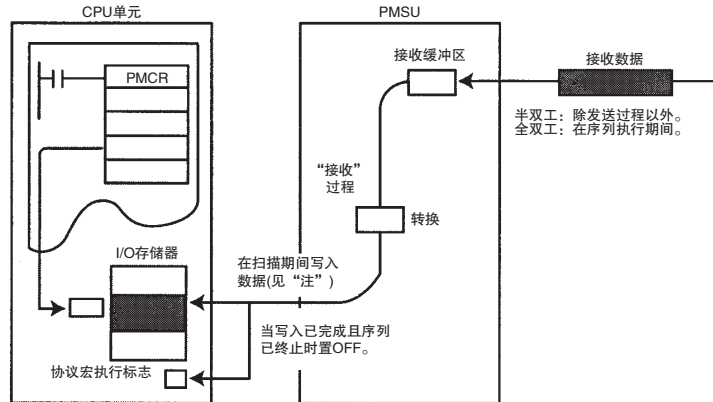 CPU单元
PMSU
PMCR
接收缓冲区
接收数据
半双工：除发送过程以外。
全双工：在序列执行期间。
“接收”
过程
转换
I/O存储器
在扫描期间写入
数据(见“注”)
当写入已完成且序列
已终止时置OFF。
协议宏执行标志